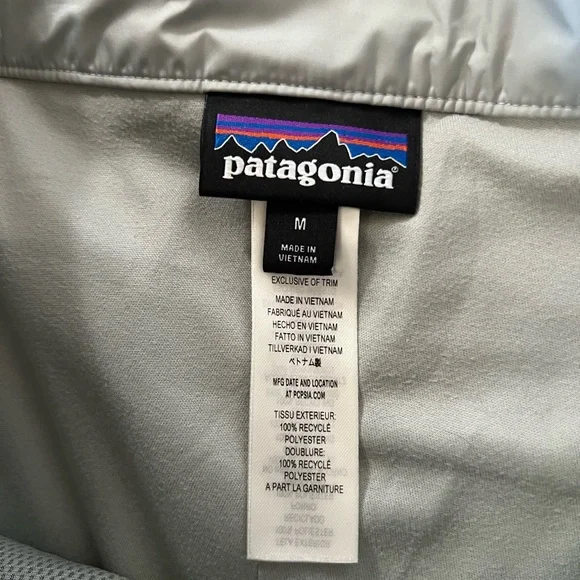 patagonia®
M
MADE IN
VIETNAM
EXCLUSIVE OF TRIM
MADE IN VIETNAM
FABRIQUÉ AU VIETNAM
HECHO EN VIETNAM
FATTO IN VIETNAM
TILLVERKAD I VIETNAM
ベトナム製
MFG DATE AND LOCATION
AT PCPSIA.COM
TISSU EXTERIEUR:
100% RECYCLÉ
POLYESTER
DOUBLURE:
100% RECYCLÉ
POLYESTER
A PART LA GARNITURE